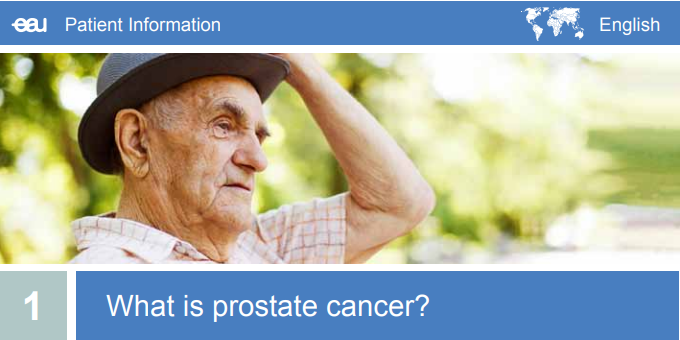 eau Patient Information English
1 What is prostate cancer?